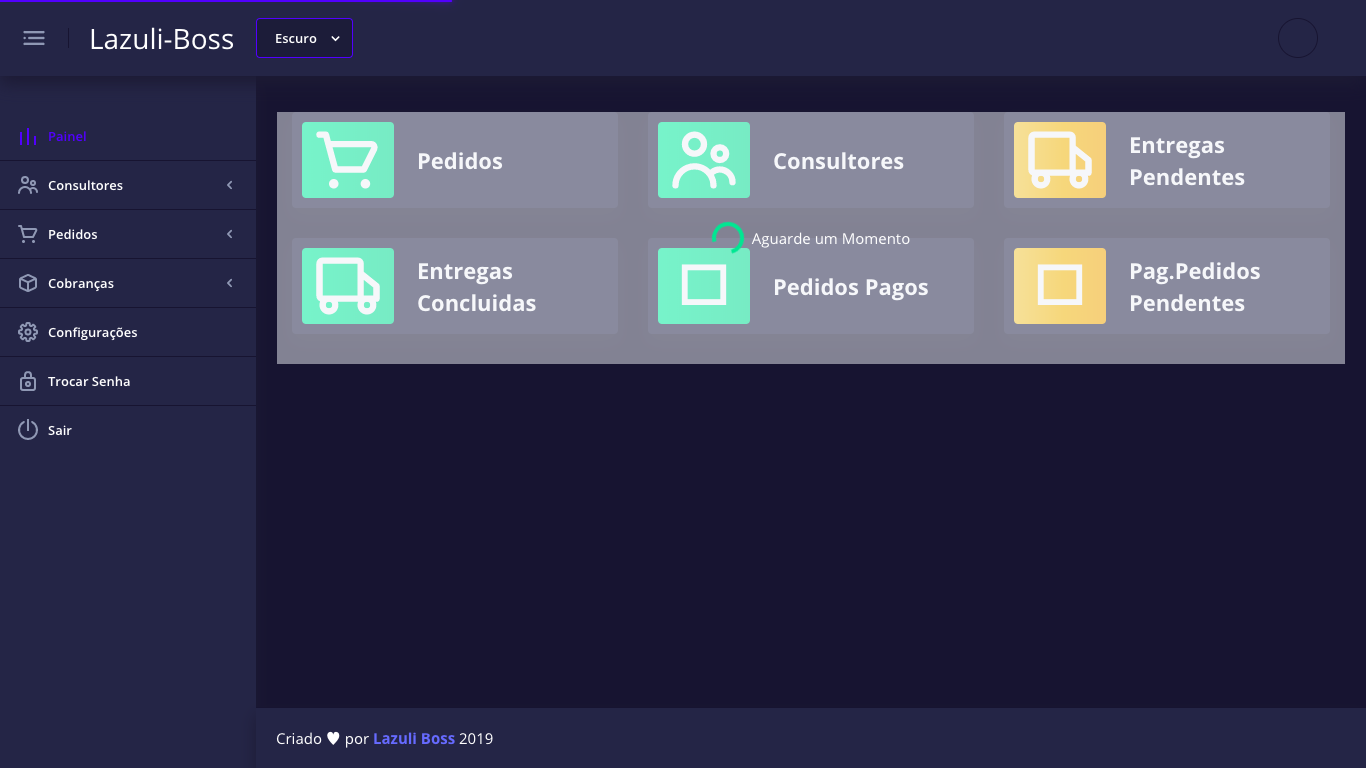 Lazuli-Boss
Escuro
Painel
Consultores
Pedidos
Cobranças
Configurações
Trocar Senha
Sair
Pedidos
Consultores
Entregas
Pendentes
Aguarde um Momento
Entregas
Concluidas
Pedidos Pagos
Pag.Pedidos
Pendentes
Criado ♥ por Lazuli Boss 2019